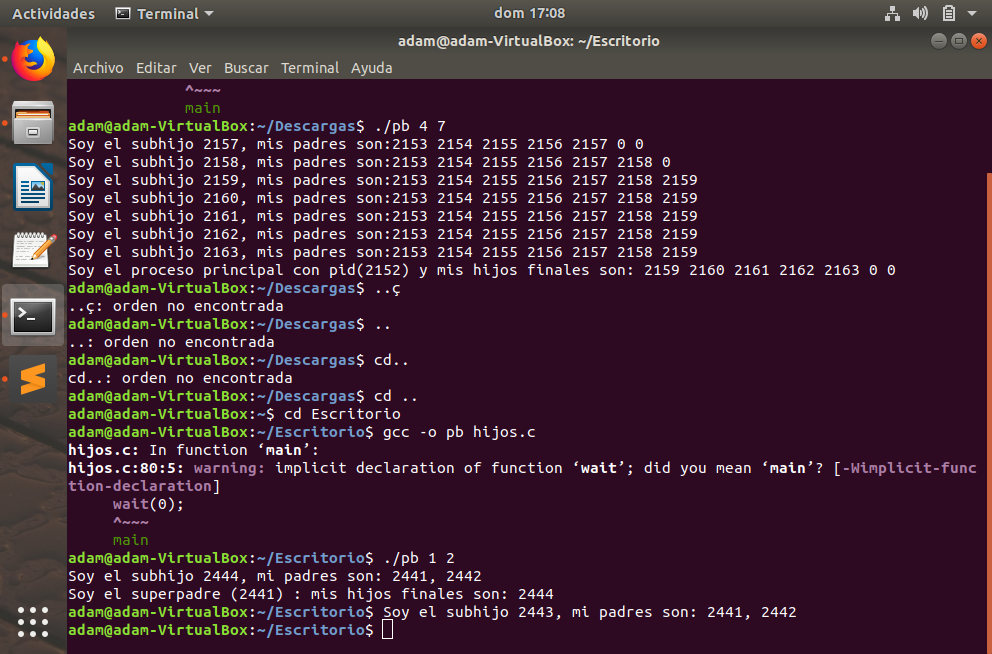 Actividades Terminal dom 17:08
adam@adam-VirtualBox: ~/Escritorio
Archivo Editar Ver Buscar Terminal Ayuda
^~~~
main
adam@adam-VirtualBox:~/Descargas$ ./pb 4 7
Soy el subhijo 2157, mis padres son:2153 2154 2155 2156 2157 0 0
Soy el subhijo 2158, mis padres son:2153 2154 2155 2156 2157 2158 0
Soy el subhijo 2159, mis padres son:2153 2154 2155 2156 2157 2158 2159
Soy el subhijo 2160, mis padres son:2153 2154 2155 2156 2157 2158 2159
Soy el subhijo 2161, mis padres son:2153 2154 2155 2156 2157 2158 2159
Soy el subhijo 2162, mis padres son:2153 2154 2155 2156 2157 2158 2159
Soy el subhijo 2163, mis padres son:2153 2154 2155 2156 2157 2158 2159
Soy el proceso principal con pid(2152) y mis hijos finales son: 2159 2160 2161 2162 2163 0 0
adam@adam-VirtualBox:~/Descargas$ ..ç
..ç: orden no encontrada
adam@adam-VirtualBox:~/Descargas$ ..
..: orden no encontrada
adam@adam-VirtualBox:~/Descargas$ cd..
cd..: orden no encontrada
adam@adam-VirtualBox:~/Descargas$ cd ..
adam@adam-VirtualBox:~$ cd Escritorio
adam@adam-VirtualBox:~/Escritorio$ gcc -o pb hijos.c
hijos.c: In function ‘main’:
hijos.c:80:5: warning: implicit declaration of function ‘wait’; did you mean ‘main’? [-Wimplicit-func
tion-declaration]
wait(0);
^~~~
main
adam@adam-VirtualBox:~/Escritorio$ ./pb 1 2
Soy el subhijo 2444, mi padres son: 2441, 2442
Soy el superpadre (2441) : mis hijos finales son: 2444
adam@adam-VirtualBox:~/Escritorio$ Soy el subhijo 2443, mi padres son: 2441, 2442
adam@adam-VirtualBox:~/Escritorio$